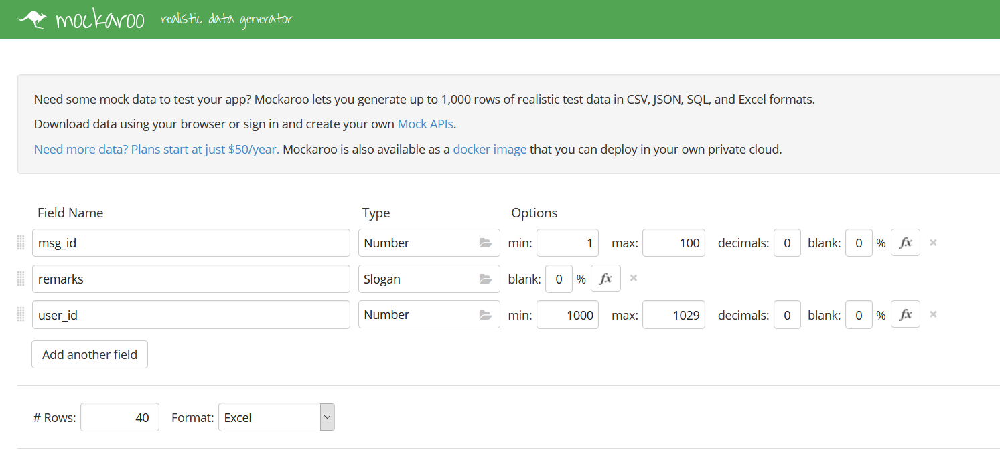 mockaroo realistic data generator
Need some mock data to test your app? Mockaroo lets you generate up to 1,000 rows of realistic test data in CSV, JSON, SQL, and Excel formats.
Download data using your browser or sign in and create your own Mock APIs.
Need more data? Plans start at just $50/year. Mockaroo is also available as a docker image that you can deploy in your own private cloud.
Field Name Type Options
msg_id Number min: 1 max: 100 decimals: 0 blank: 0 % fx ×
remarks Slogan blank: 0 % fx ×
user_id Number min: 1000 max: 1029 decimals: 0 blank: 0 % fx ×
Add another field
# Rows: 40 Format: Excel